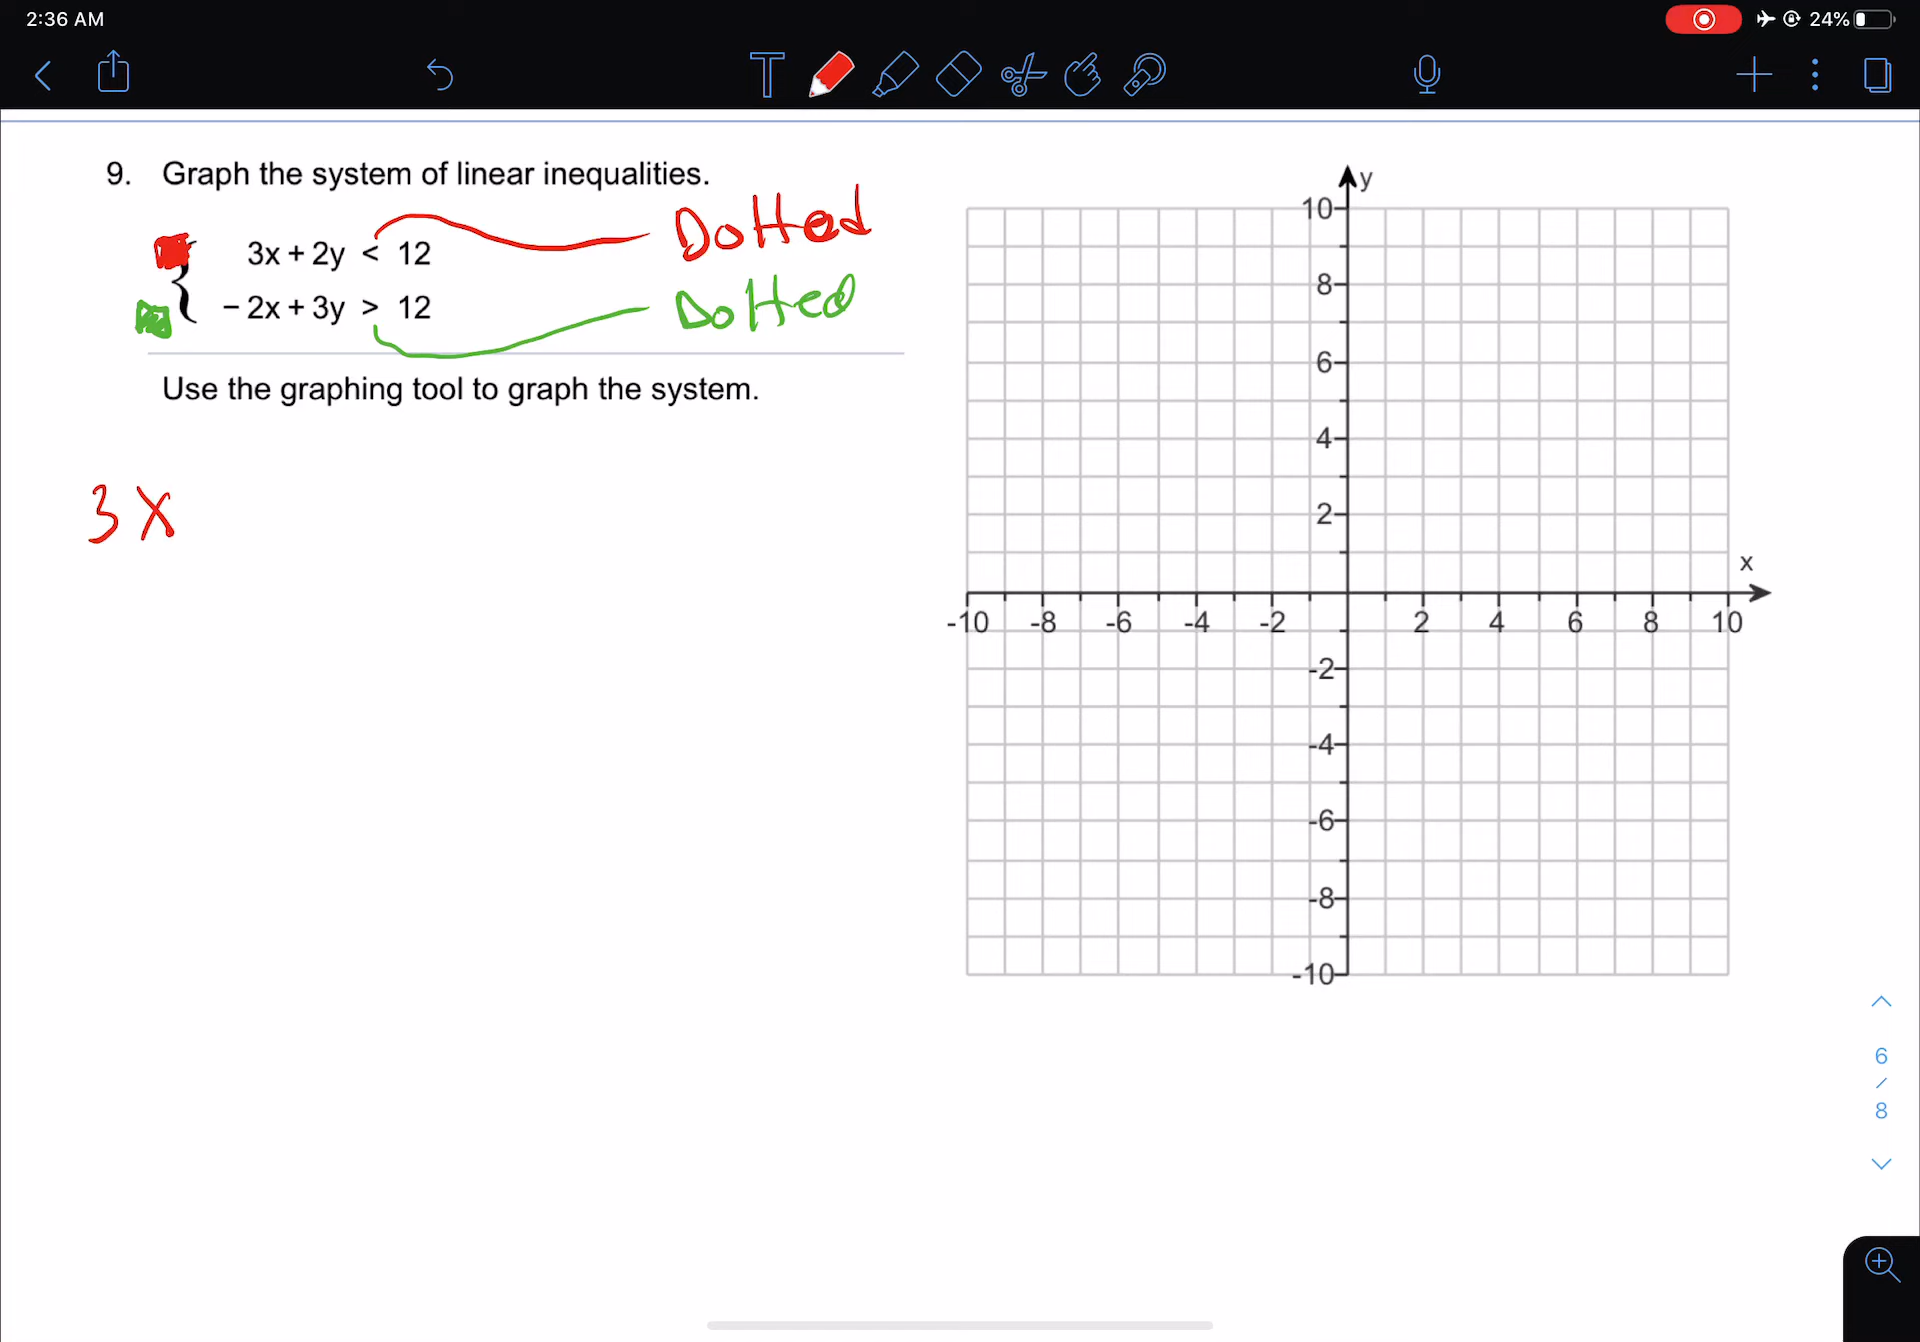 2:36 AM
24%
9. Graph the system of linear inequalities.
3x + 2y < 12
Dotted
- 2x + 3y > 12
Dotted
Use the graphing tool to graph the system.
3 X
y
10
8
6
4
2
x
-10 -8 -6 -4 -2 2 4 6 8 10
-2
-4
-6
-8
-10
6
/
8